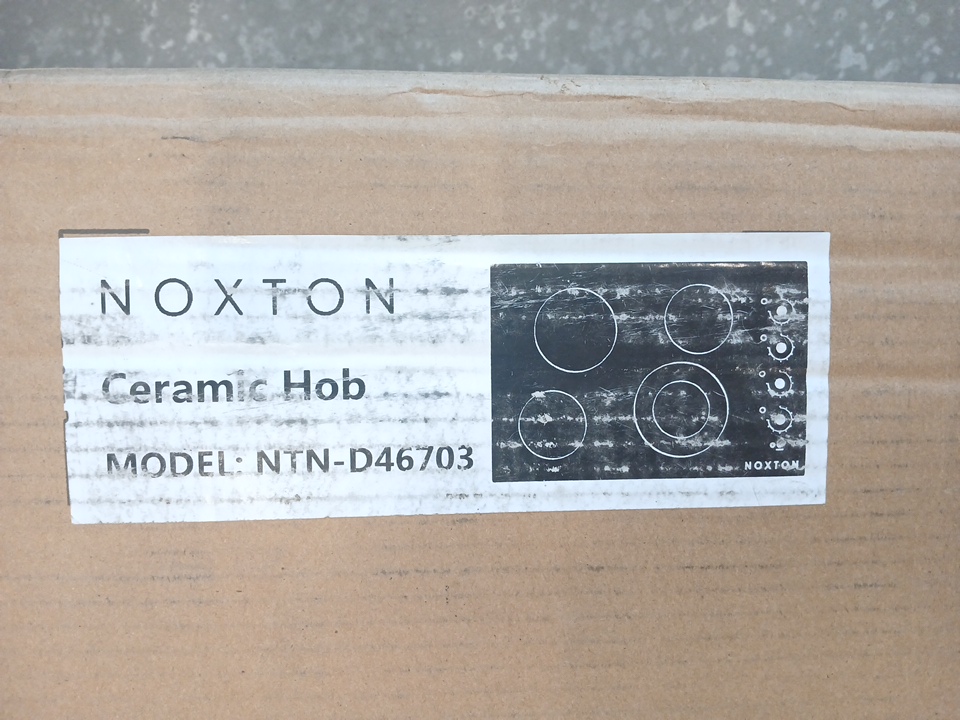 NOXTON
Ceramic Hob
MODEL: NTN-D46703
NOXTON